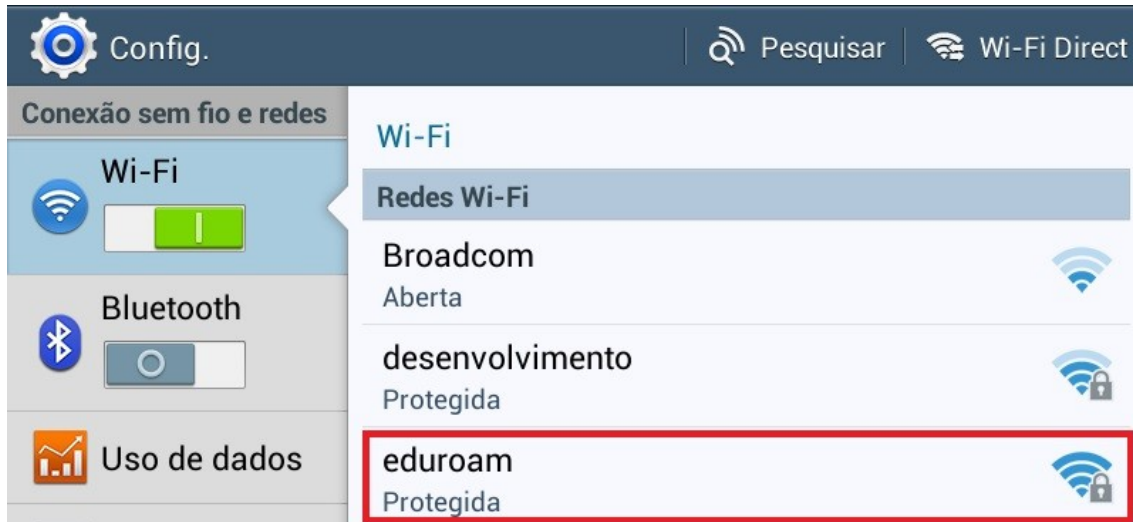 Config.
Pesquisar
Wi-Fi Direct
Conexão sem fio e redes
Wi-Fi
Bluetooth
Uso de dados
Wi-Fi
Redes Wi-Fi
Broadcom
Aberta
desenvolvimento
Protegida
eduroam
Protegida